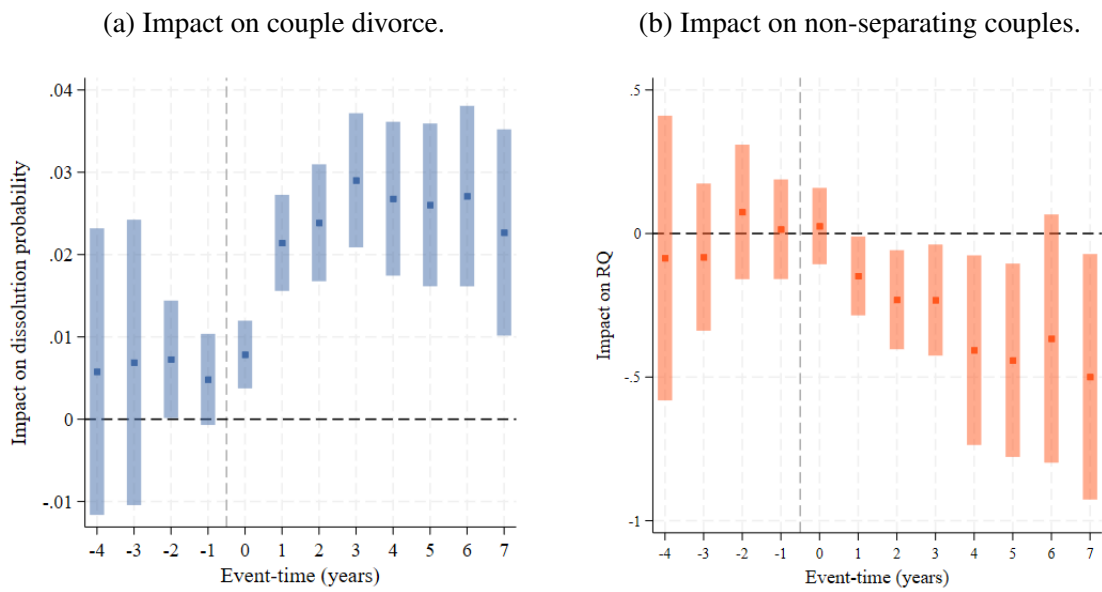 (a) Impact on couple divorce.
Impact on dissolution probability
.04
.03
.02
.01
0
-.01
-4 -3 -2 -1 0 1 2 3 4 5 6 7
Event-time (years)
(b) Impact on non-separating couples.
Impact on RQ
.5
0
-.5
-1
-4 -3 -2 -1 0 1 2 3 4 5 6 7
Event-time (years)